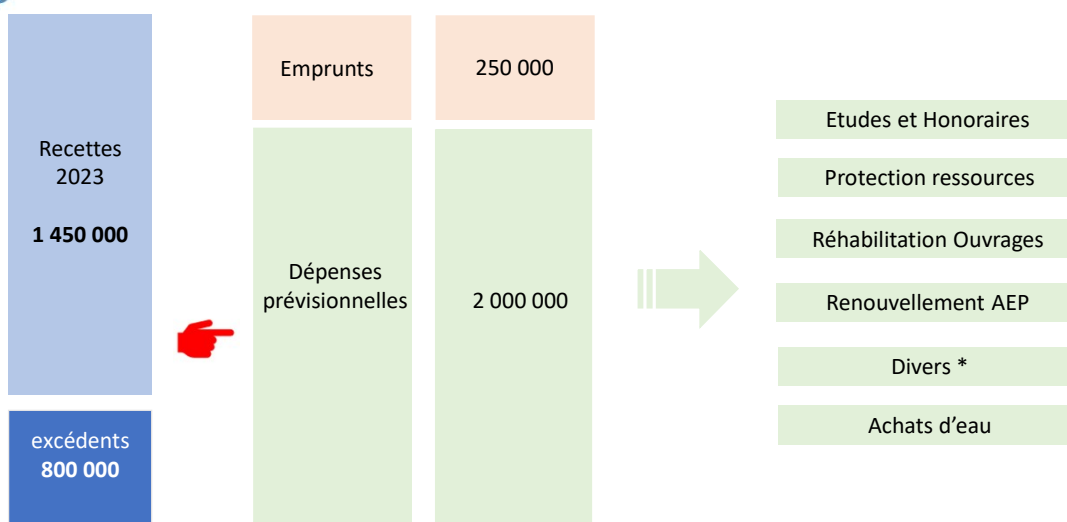 Recettes
2023
1 450 000
excédents
800 000
Emprunts
250 000
Dépenses
prévisionnelles
2 000 000
Etudes et Honoraires
Protection ressources
Réhabilitation Ouvrages
Renouvellement AEP
Divers *
Achats d’eau